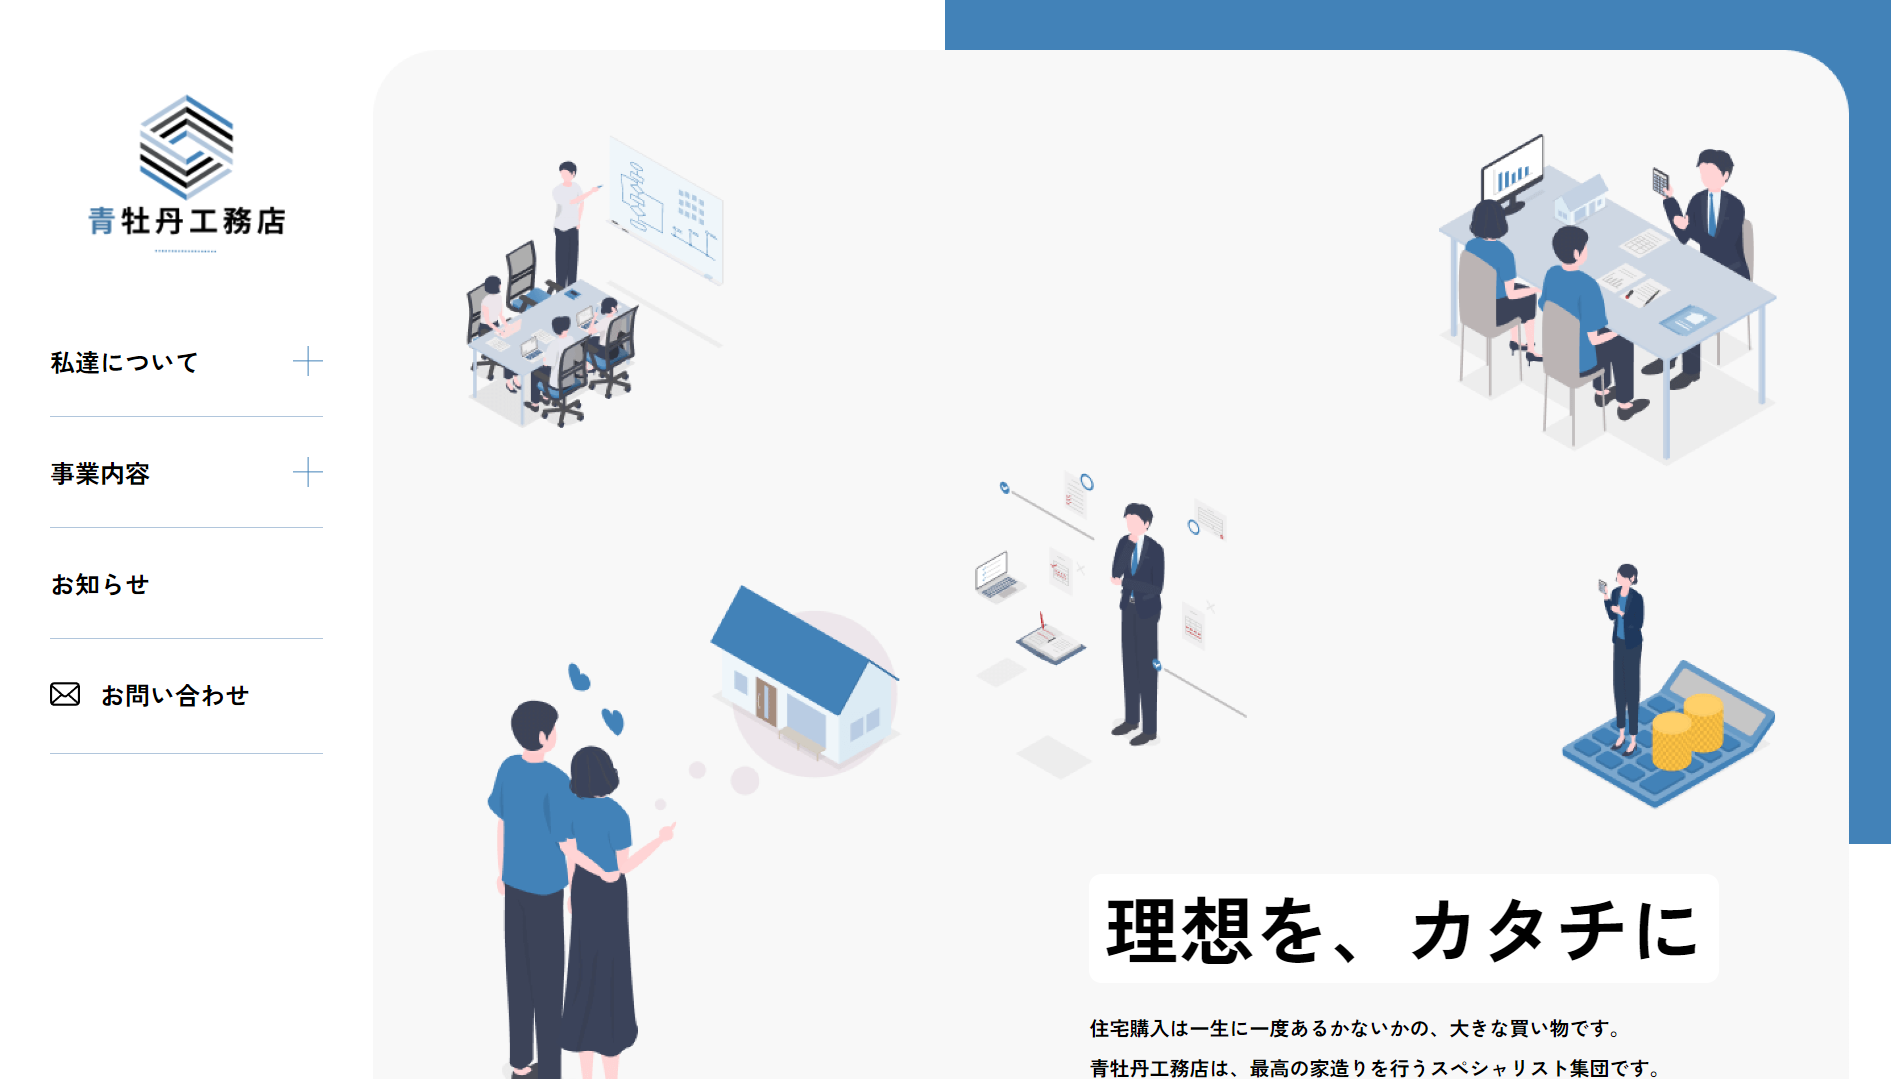 青牡丹工務店
私達について
事業内容
お知らせ
お問い合わせ
理想を、カタチに
住宅購入は一生に一度あるかないかの、大きな買い物です。
青牡丹工務店は、最高の家造りを行うスペシャリスト集団です。